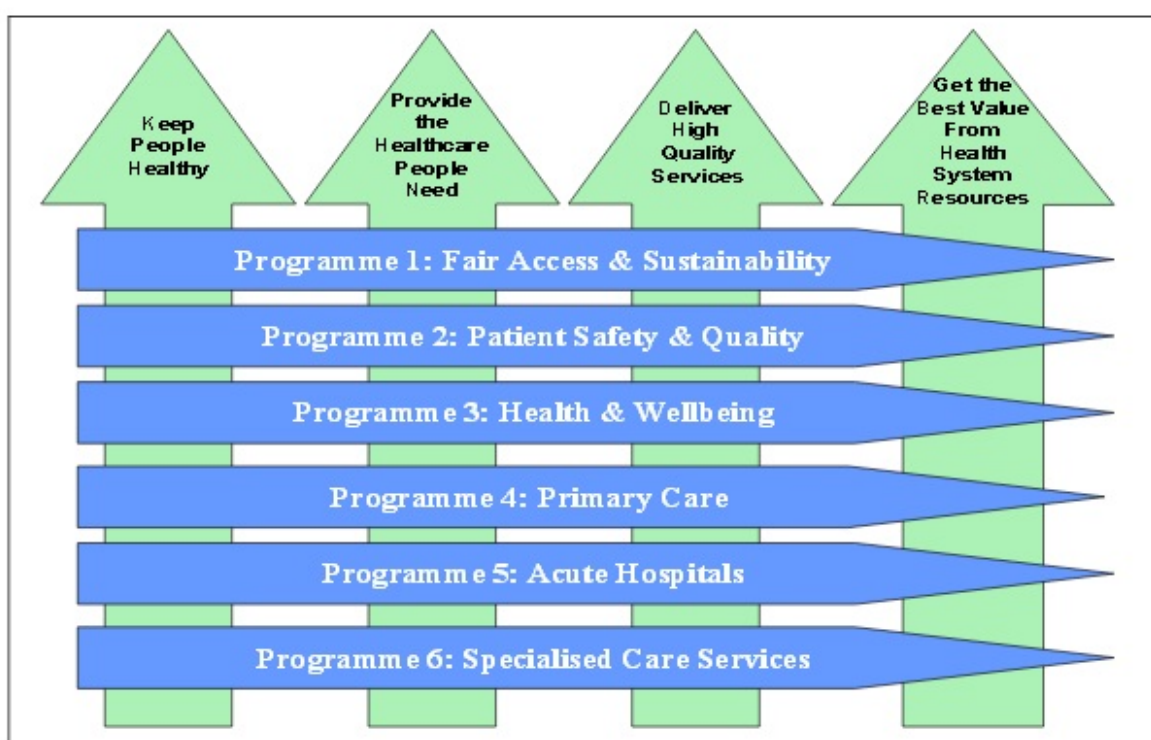 Keep
People
Healthy
Provide
the
Healthcare
People
Need
Deliver
High
Quality
Services
Get the
Best Value
From
Health
System
Resources
Programme 1: Fair Access & Sustainability
Programme 2: Patient Safety & Quality
Programme 3: Health & Wellbeing
Programme 4: Primary Care
Programme 5: Acute Hospitals
Programme 6: Specialised Care Services